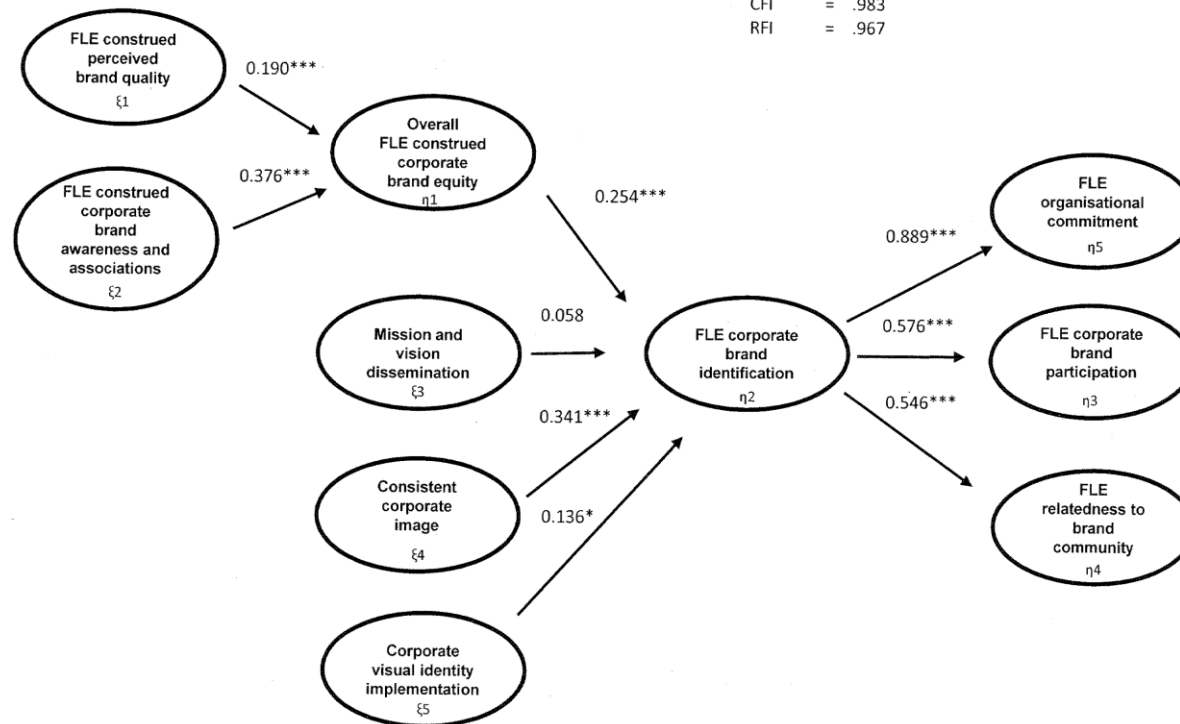 CFI = .983
RFI = .967
FLE construed
perceived
brand quality
ξ1
0.190***
Overall
FLE construed
corporate
brand equity
η1
0.376***
FLE construed
corporate
brand
awareness and
associations
ξ2
0.254***
FLE
organisational
commitment
η5
0.889***
Mission and
vision
dissemination
ξ3
0.058
FLE corporate
brand
identification
η2
0.576***
FLE corporate
brand
participation
η3
0.341***
0.546***
Consistent
corporate
image
ξ4
0.136*
FLE
relatedness to
brand
community
η4
Corporate
visual identity
implementation
ξ5